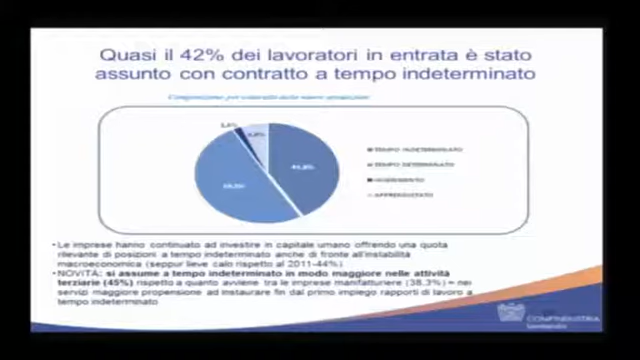 Quasi il 42% dei lavoratori in entrata è stato
assunto con contratto a tempo indeterminato
TEMPO INDETERMINATO
TEMPO DETERMINATO
INSERIMENTO
APPRENDISTATO
• Le imprese hanno continuato ad investire in capitale umano offrendo una quota
rilevante di posizioni a tempo indeterminato anche di fronte all'instabilità
macroeconomica (seppur lieve calo rispetto al 2011-44%)
• NOVITÀ: si assume a tempo indeterminato in modo maggiore nelle attività
terziarie (45%) rispetto a quanto avviene tra le imprese manifatturiere (38.3%) = nei
servizi maggiore propensione ad instaurare fin dal primo impiego rapporti di lavoro a
tempo indeterminato
CONFINDUSTRIA